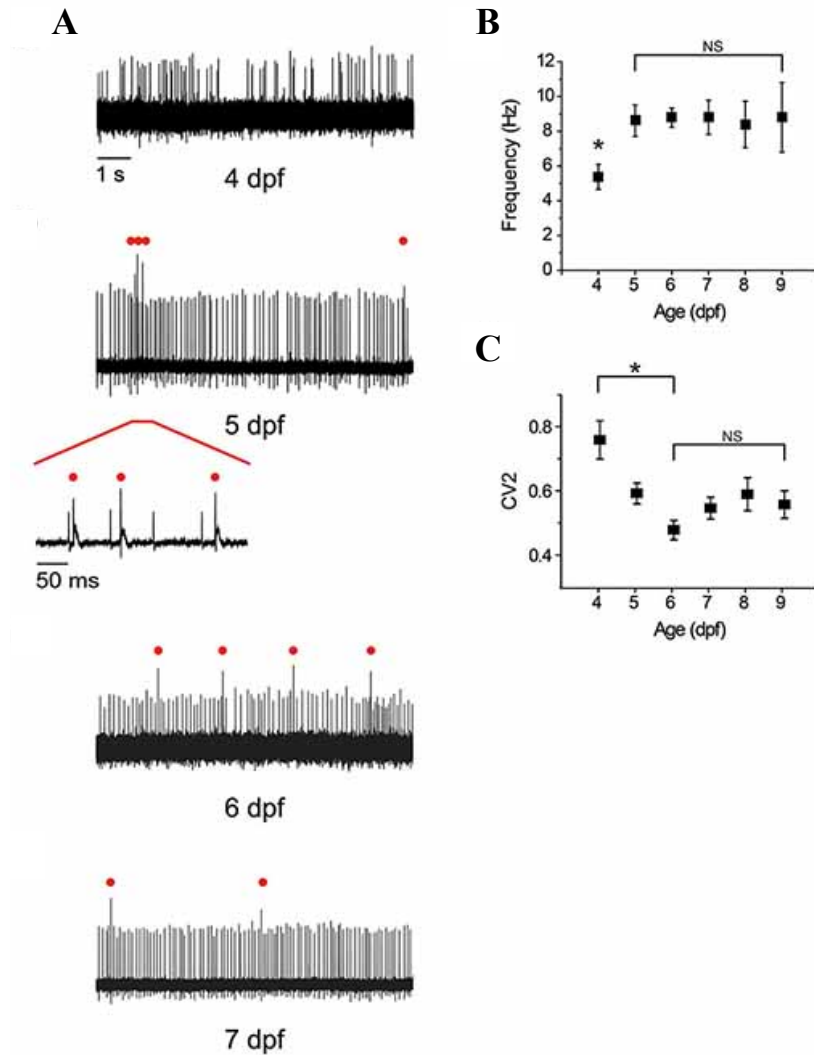 A
1 s
4 dpf
5 dpf
50 ms
6 dpf
7 dpf
B
NS
12
10
8
6
4
2
0
*
Frequency (Hz)
4 5 6 7 8 9
Age (dpf)
C
*
NS
0.8
0.6
0.4
CV2
4 5 6 7 8 9
Age (dpf)